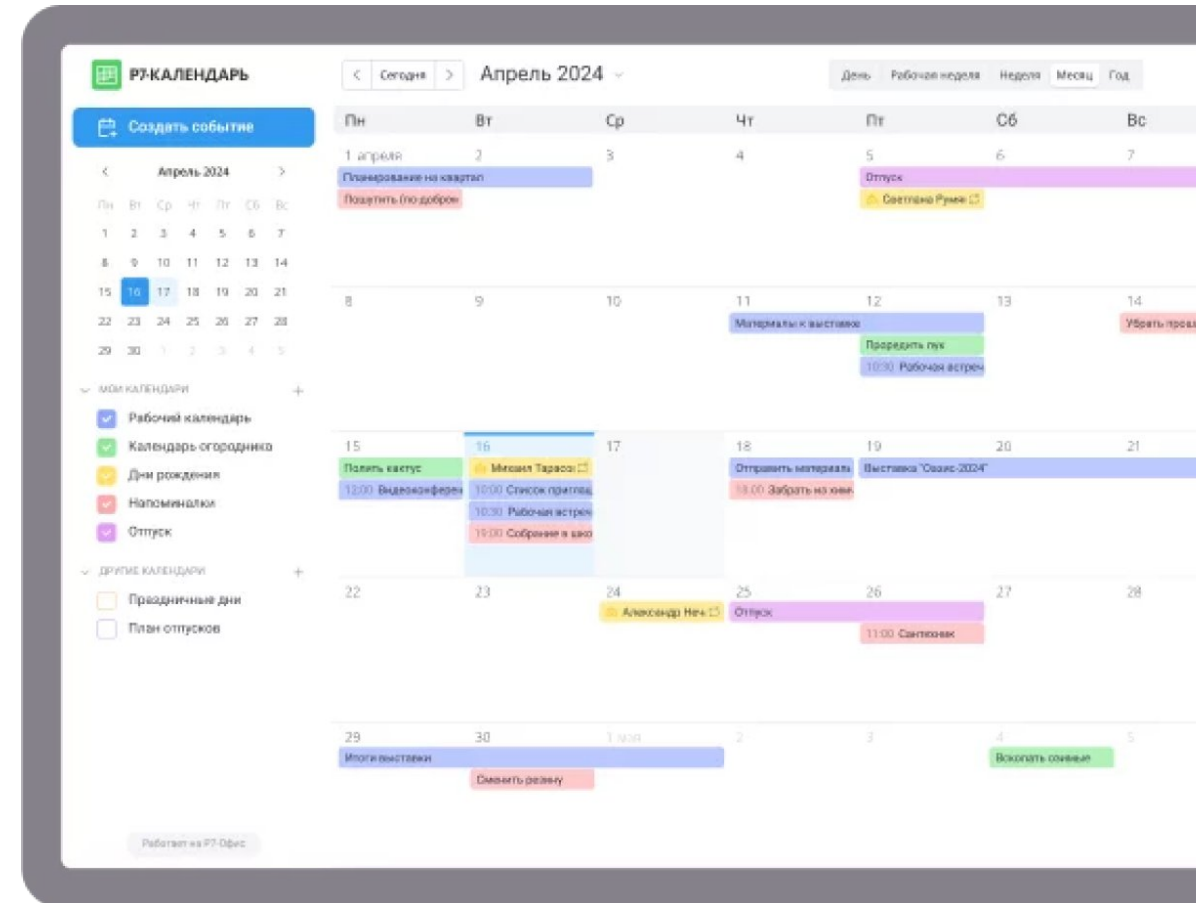 Р7-КАЛЕНДАРЬ
Сегодня
Апрель 2024
День Рабочая неделя Неделя Месяц Год
Создать событие
Апрель 2024
Пн Вт Ср Чт Пт Сб Вс
1 2 3 4 5 6 7
8 9 10 11 12 13 14
15 16 17 18 19 20 21
22 23 24 25 26 27 28
29 30 1 2 3 4 5
МОИ КАЛЕНДАРИ
Рабочий календарь
Календарь огородника
Дни рождения
Напоминалки
Отпуск
ДРУГИЕ КАЛЕНДАРИ
Праздничные дни
План отпусков
Работает на Р7-Офис
Пн Вт Ср Чт Пт Сб Вс
1 апреля 2 3 4 5 6 7
Планирование на квартал Отпуск
Пошутить (по доброму Светлана
8 9 10 11 12 13 14
Материалы к выставке Убрать
Проредить лук
10:30 Рабочая встреч
15 16 17 18 19 20 21
Полить кактус Михаил Тарасо Отправить материалы Выставка "Оазис-2024"
12:00 Видеоконферен 10:00 Список приглаш 18:00 Забрать из
10:30 Рабочая встреч
19:00 Собрание в шко
22 23 24 25 26 27 28
Александр Отпуск
11:00 Сантехник
29 30 1 мая 2 3 4 5
Итоги выставки Вскопать
Сменить резину